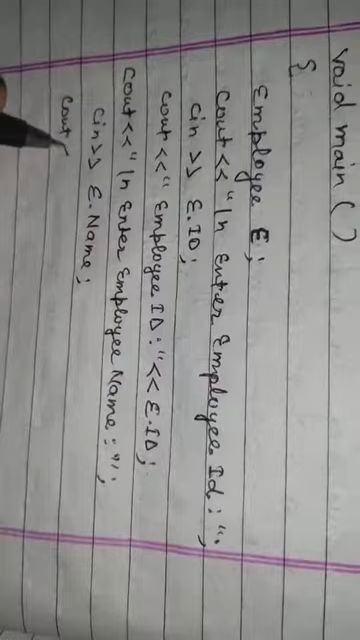 void main ()
{
Employee E;
cout<<"\n Enter Employee Id: ";
cin >> E.ID;
cout <<" Employee ID: "<< E.ID;
cout<<"\n Enter Employee Name: ";
cin>> E.Name;
cout